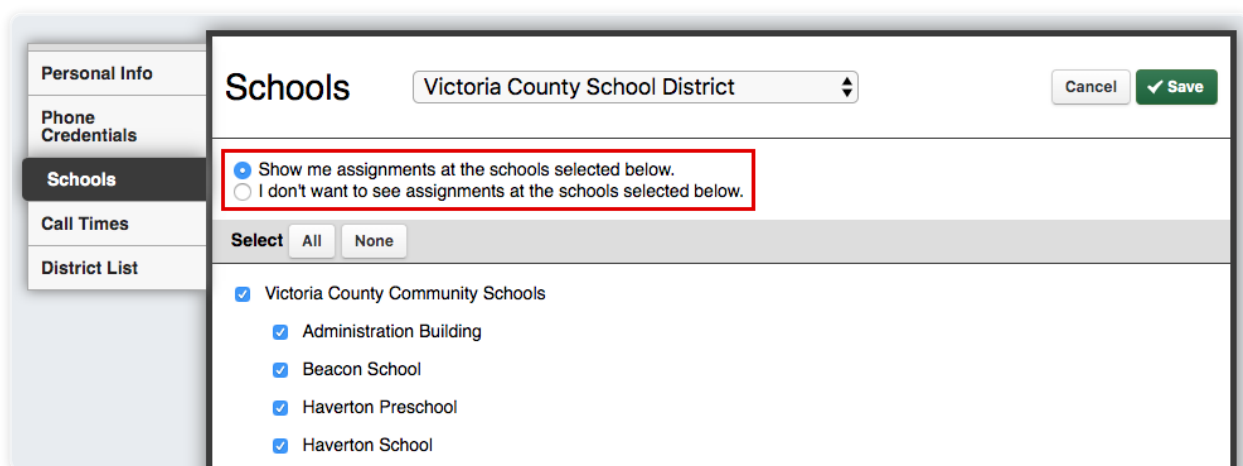 Personal Info
Phone
Credentials
Schools
Call Times
District List
Schools
Victoria County School District
Cancel
Save
Show me assignments at the schools selected below.
I don't want to see assignments at the schools selected below.
Select All None
Victoria County Community Schools
Administration Building
Beacon School
Haverton Preschool
Haverton School